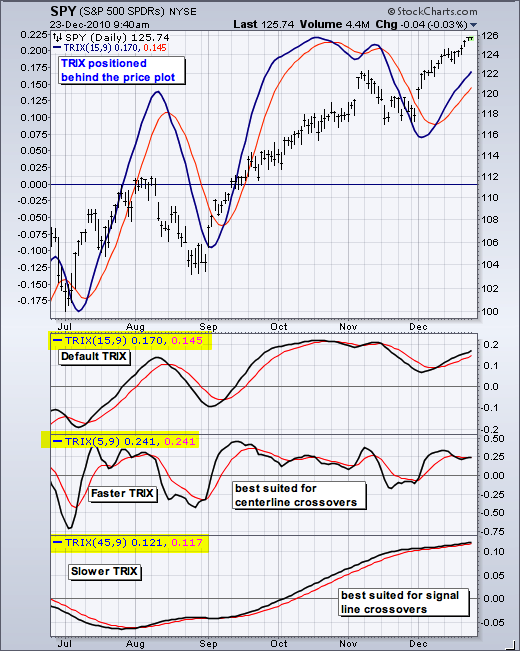 SPY (S&P 500 SPDRs) NYSE
© StockCharts.com
23-Dec-2010 9:40am
Last 125.74 Volume 4.4M Chg -0.04 (-0.03%)
SPY (Daily) 125.74
TRIX(15,9) 0.170, 0.145
TRIX positioned
behind the price plot
0.225
0.200
0.175
0.150
0.125
0.100
0.075
0.050
0.025
0.000
-0.025
-0.050
-0.075
-0.100
-0.125
-0.150
-0.175
126
124
122
120
118
116
114
112
110
108
106
104
102
100
Jul Aug Sep Oct Nov Dec
TRIX(15,9) 0.170, 0.145
Default TRIX
0.2
0.1
0.0
-0.1
-0.2
TRIX(5,9) 0.241, 0.241
Faster TRIX
best suited for
centerline crossovers
0.50
0.25
0.00
-0.25
-0.50
-0.75
TRIX(45,9) 0.121, 0.117
Slower TRIX
best suited for signal
line crossovers
0.10
0.05
0.00
-0.05
Jul Aug Sep Oct Nov Dec